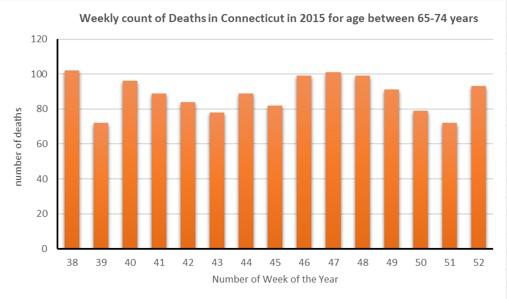 Weekly count of Deaths in Connecticut in 2015 for age between 65-74 years
120
100
80
60
40
20
0
number of deaths
38 39 40 41 42 43 44 45 46 47 48 49 50 51 52
Number of Week of the Year